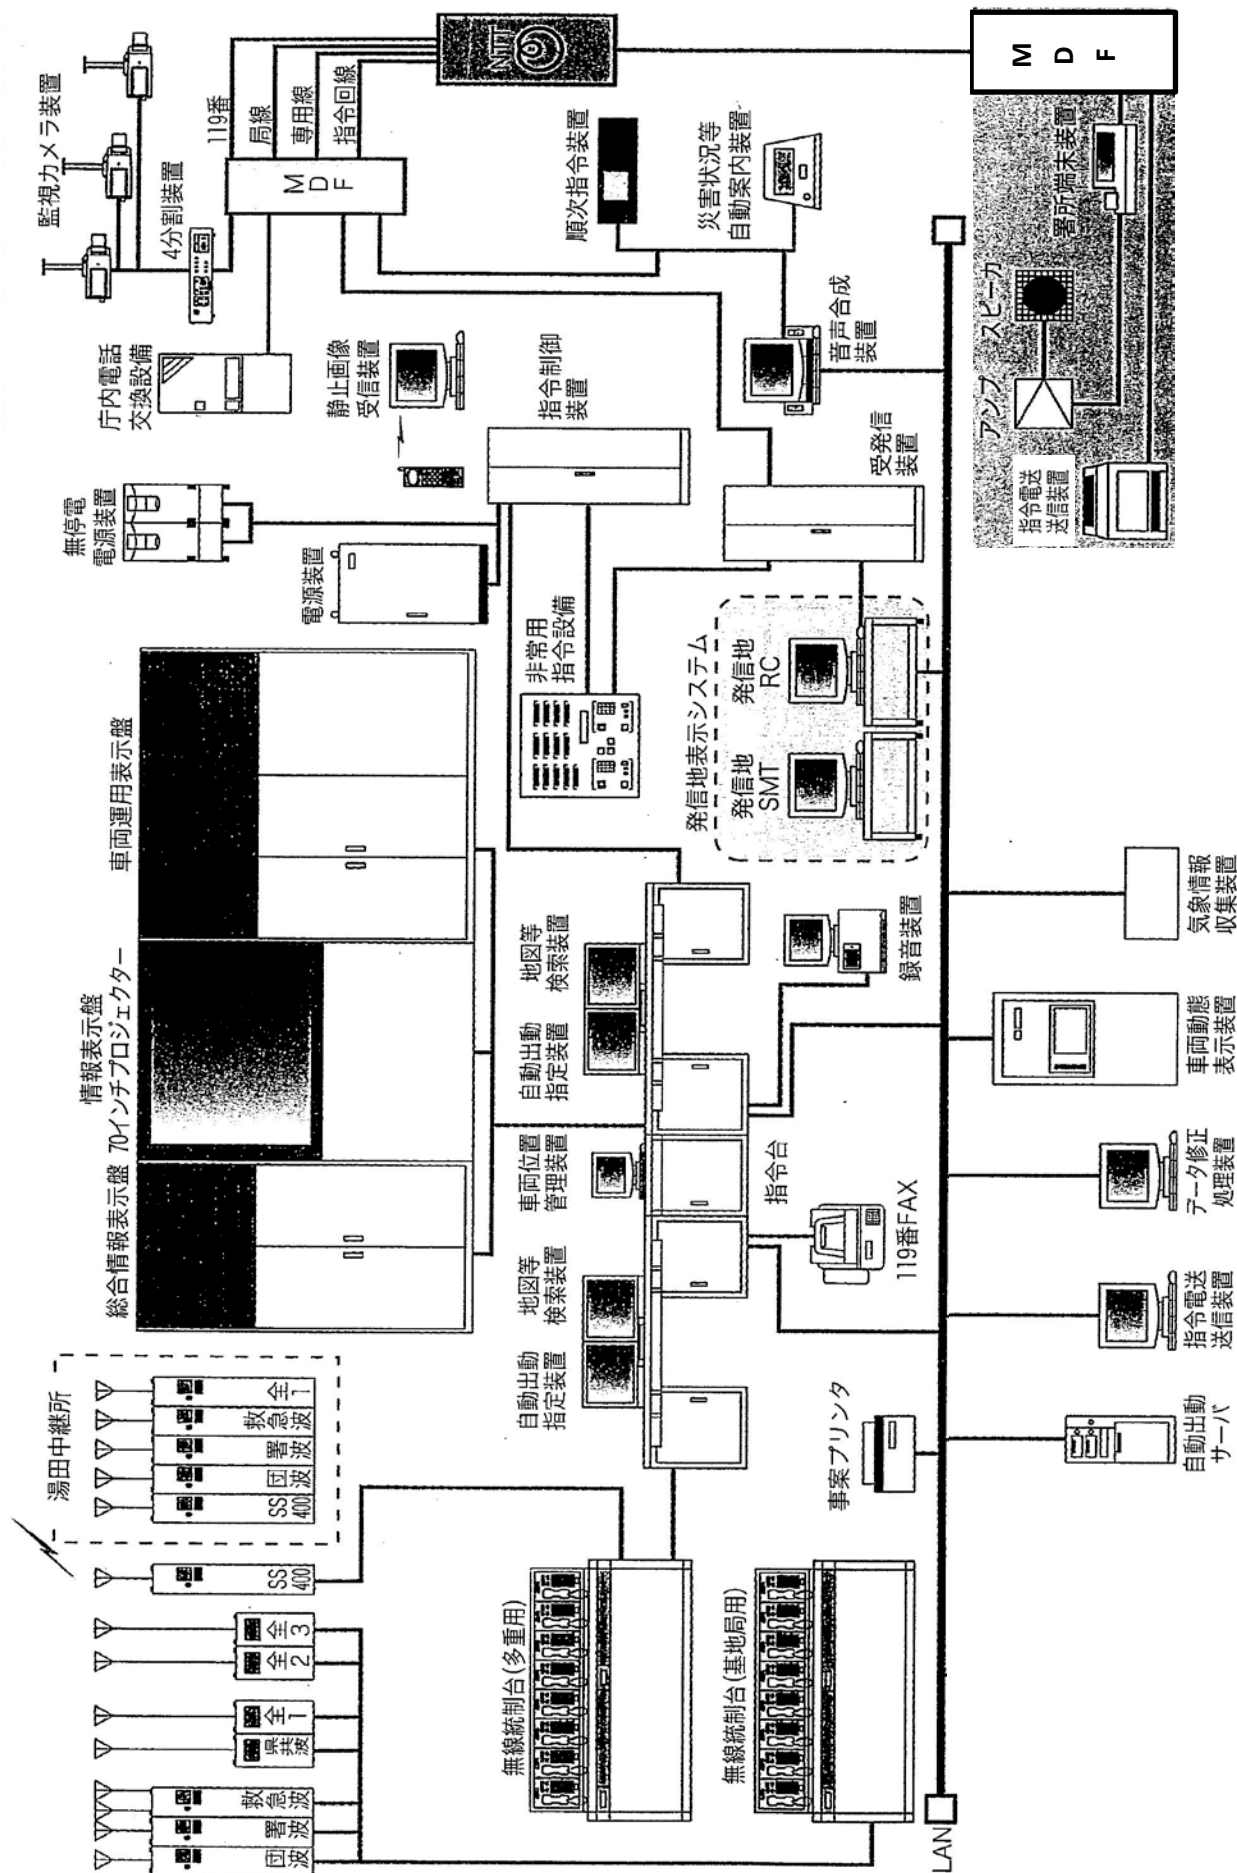 湯田中継所
団波
署波
救急波
県共波
全1
全2
全3
SS400
SS400
団波
署波
救急波
全1
総合情報表示盤
情報表示盤
70インチプロジェクター
車両運用表示盤
無停電
電源装置
電源装置
庁内電話
交換設備
監視カメラ装置
4分割装置
119番
局線
専用線
指令回線
MDF
NTT
静止画像
受信装置
指令制御
装置
順次指令装置
災害状況等
自動案内装置
音声合成
装置
受発信
装置
非常用
指令設備
発信地表示システム
発信地
SMT
発信地
RC
自動出動
指定装置
地図等
検索装置
車両位置
管理装置
自動出動
指定装置
地図等
検索装置
指令台
119番FAX
録音装置
無線統制台(多重用)
無線統制台(基地局用)
事案プリンタ
LAN
自動出動
サーバ
指令電送
送信装置
データ修正
処理装置
車両動態
表示装置
気象情報
収集装置
指令電送
送信装置
アンプ
スピーカ
署所端末装置
MDF